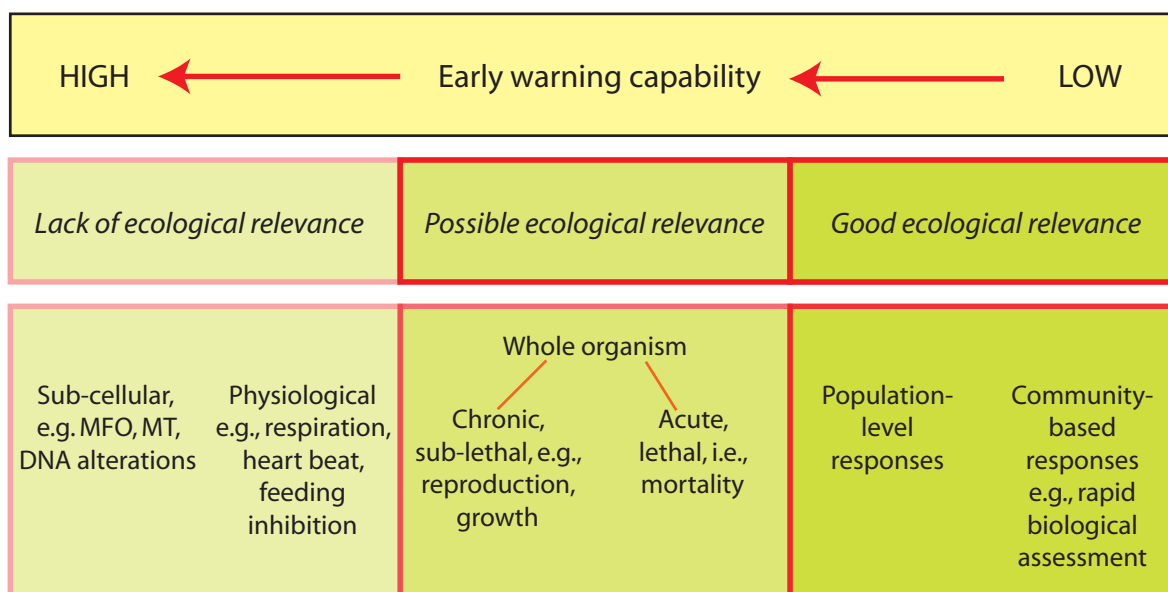 HIGH
Early warning capability
LOW
Lack of ecological relevance
Possible ecological relevance
Good ecological relevance
Sub-cellular,
e.g. MFO, MT,
DNA alterations
Physiological
e.g., respiration,
heart beat,
feeding
inhibition
Whole organism
Chronic,
sub-lethal, e.g.,
reproduction,
growth
Acute,
lethal, i.e.,
mortality
Population-
level
responses
Community-
based
responses
e.g., rapid
biological
assessment